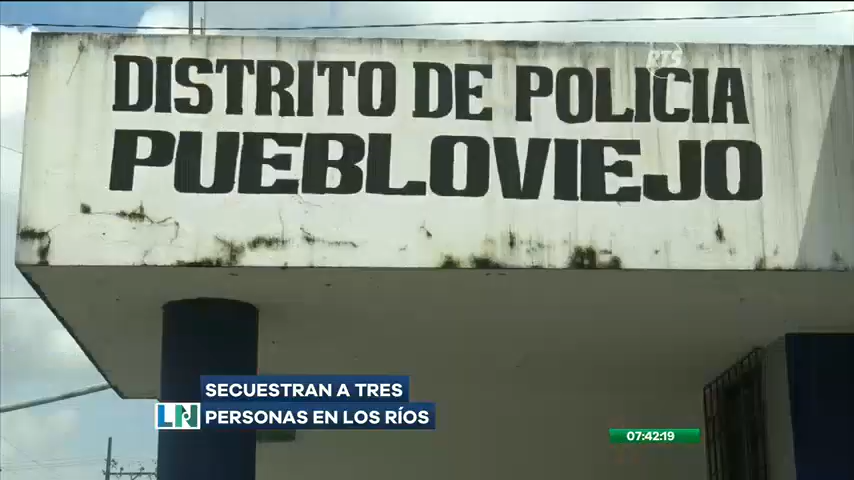 RTS
DISTRITO DE POLICIA
PUEBLOVIEJO
SECUESTRAN A TRES
LN PERSONAS EN LOS RÍOS
07:42:19